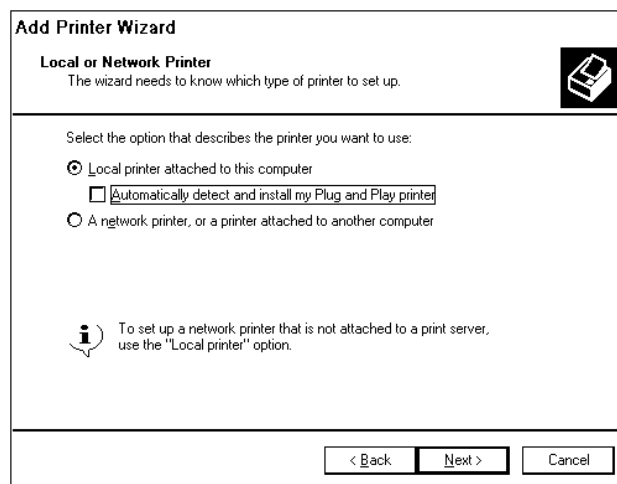 Add Printer Wizard
Local or Network Printer
The wizard needs to know which type of printer to set up.
Select the option that describes the printer you want to use:
Local printer attached to this computer
Automatically detect and install my Plug and Play printer
A network printer, or a printer attached to another computer
To set up a network printer that is not attached to a print server,
use the "Local printer" option.
< Back Next > Cancel